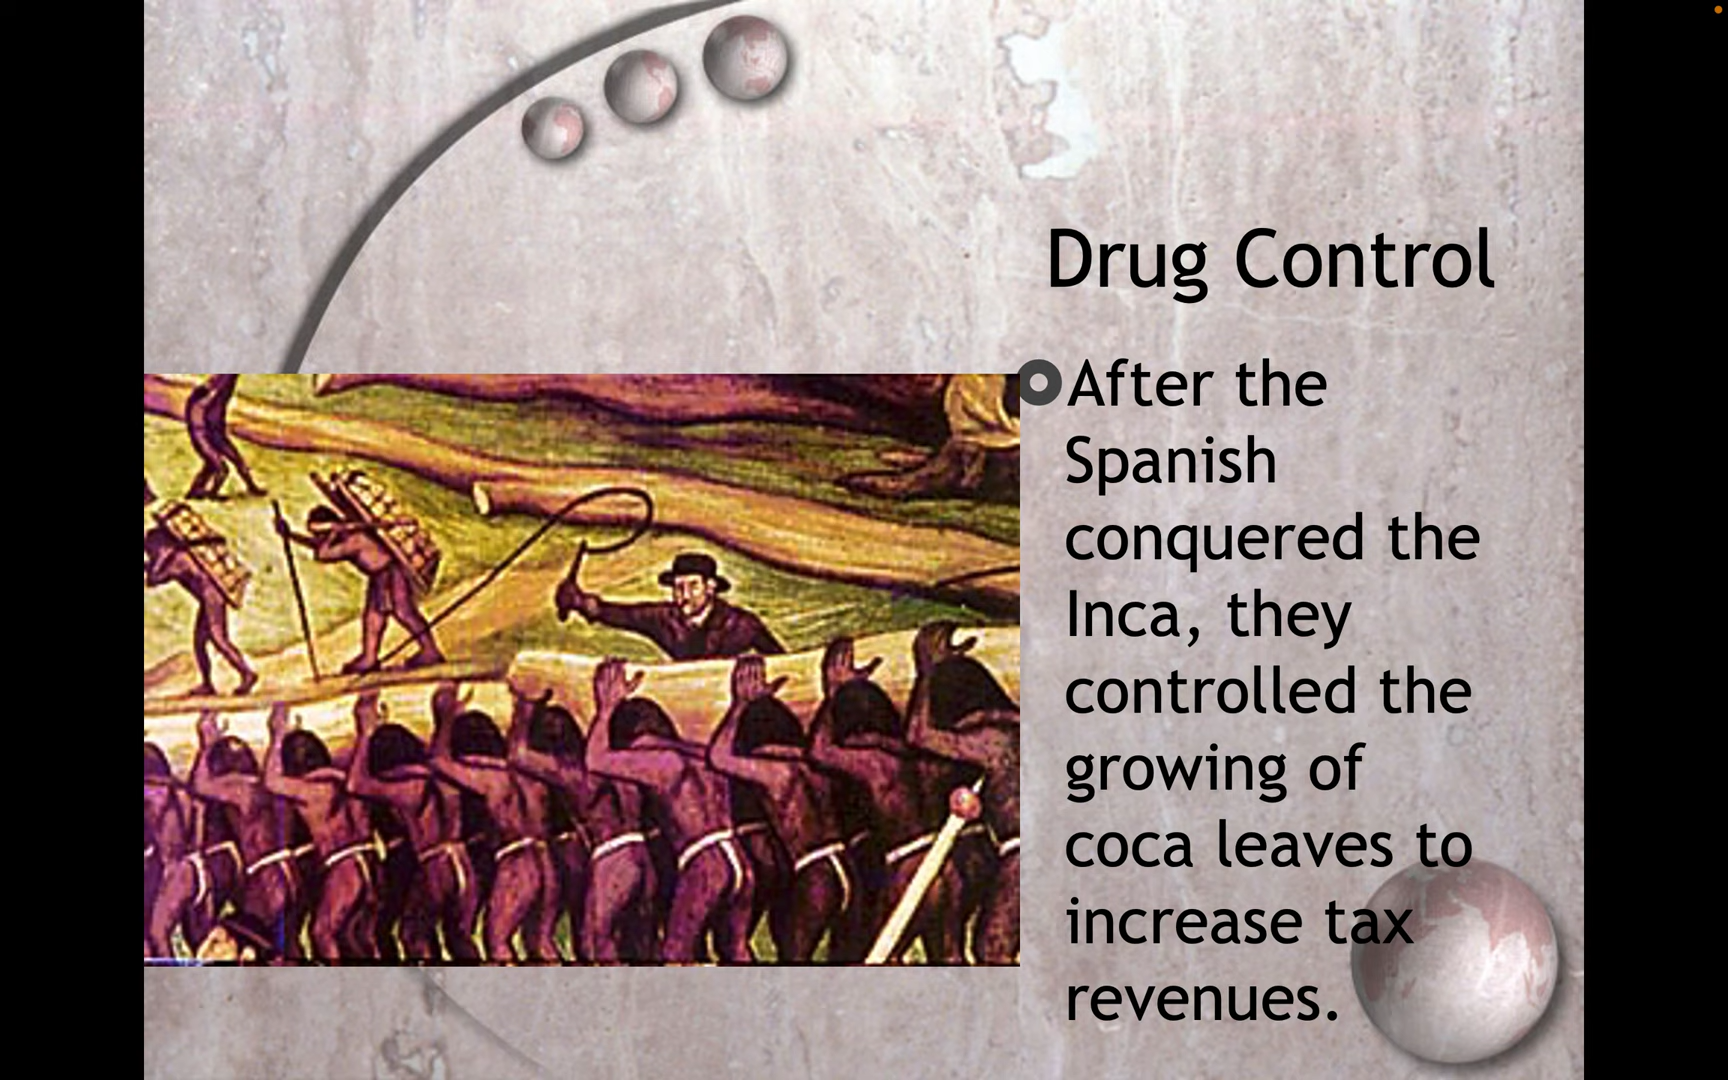 Drug Control
After the
Spanish
conquered the
Inca, they
controlled the
growing of
coca leaves to
increase tax
revenues.